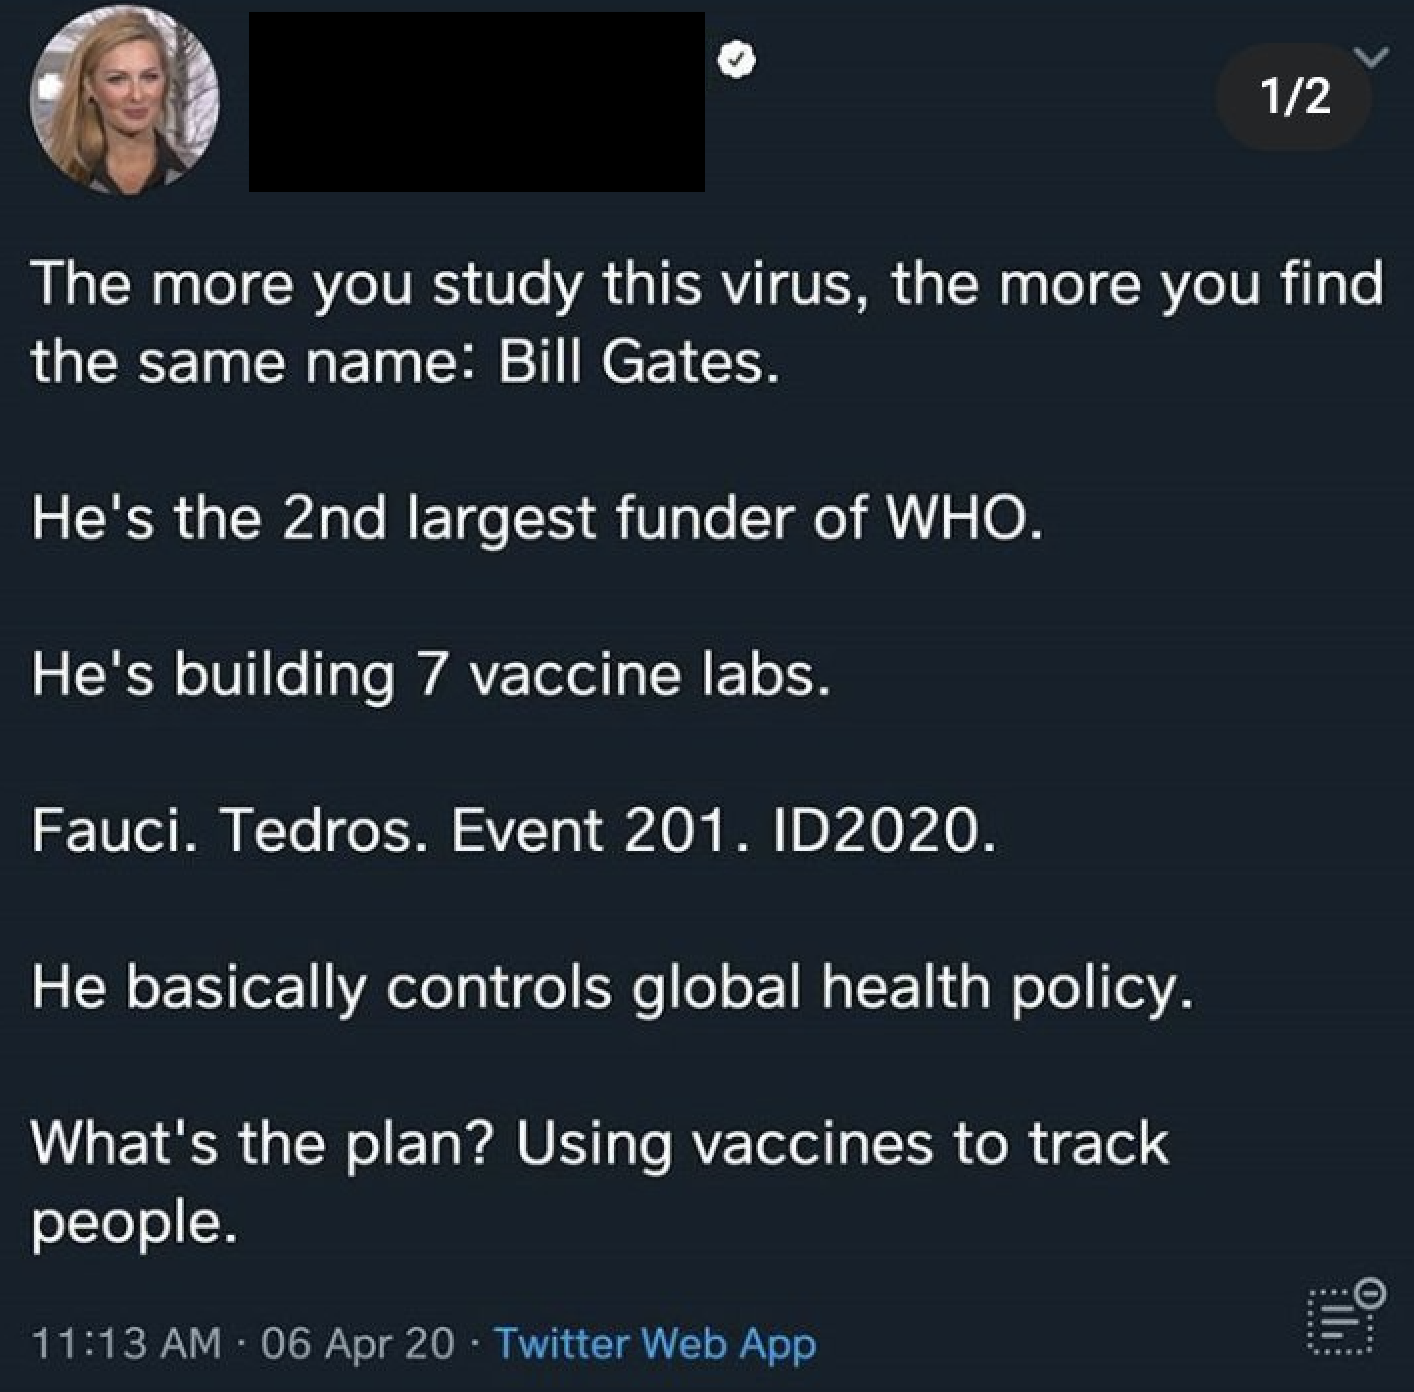 1/2
The more you study this virus, the more you find
the same name: Bill Gates.
He's the 2nd largest funder of WHO.
He's building 7 vaccine labs.
Fauci. Tedros. Event 201. ID2020.
He basically controls global health policy.
What's the plan? Using vaccines to track
people.
11:13 AM · 06 Apr 20 · Twitter Web App